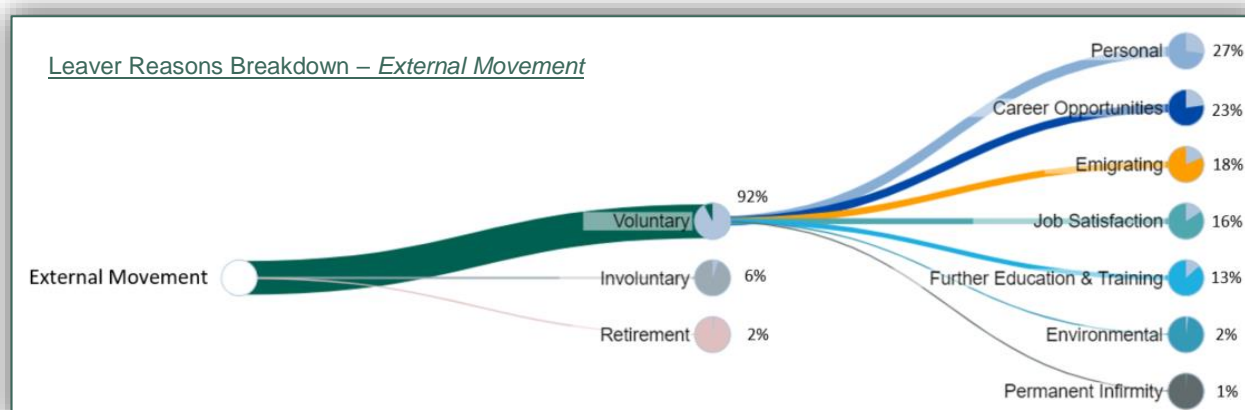 Leaver Reasons Breakdown – External Movement
Personal 27%
Career Opportunities 23%
Emigrating 18%
92%
Voluntary
Job Satisfaction 16%
External Movement
Involuntary 6%
Further Education & Training 13%
Retirement 2%
Environmental 2%
Permanent Infirmity 1%